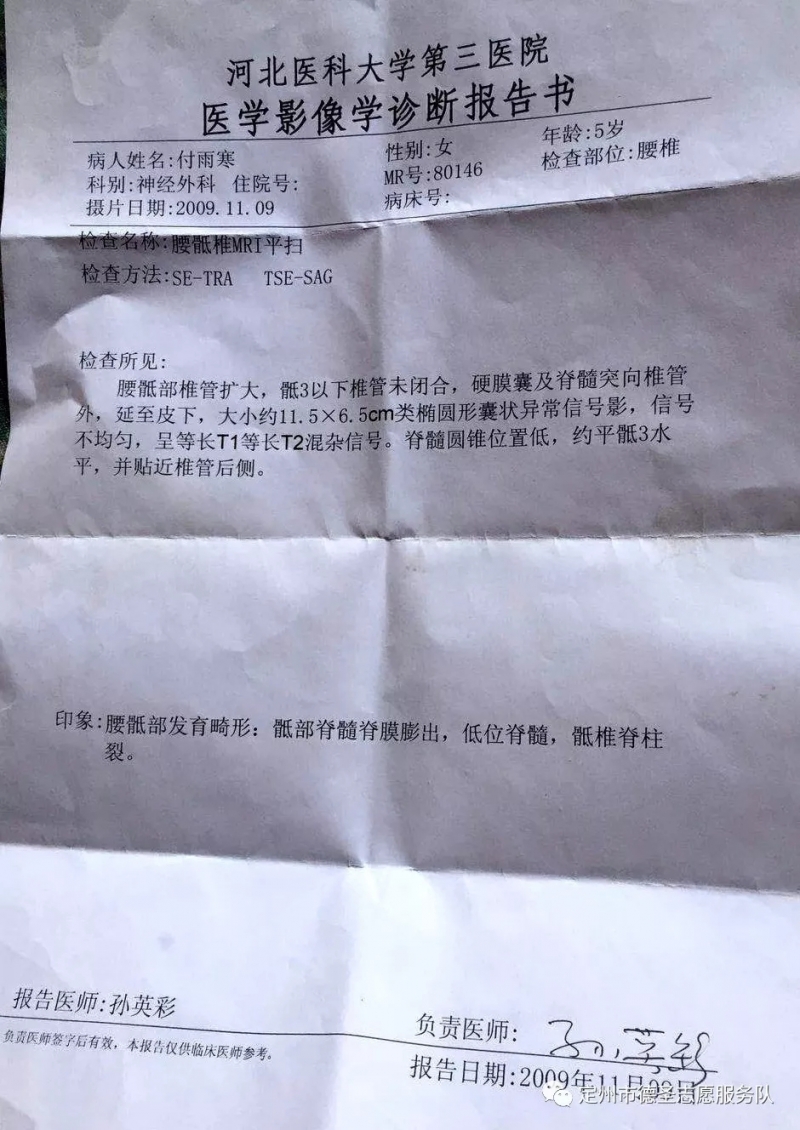 河北医科大学第三医院
医学影像学诊断报告书
病人姓名:付雨寒 性别:女 年龄:5岁
科别:神经外科 住院号: MR号:80146 检查部位:腰椎
摄片日期:2009.11.09 病床号:
检查名称:腰骶椎MRI平扫
检查方法:SE-TRA TSE-SAG
检查所见:
腰骶部椎管扩大，骶3以下椎管未闭合，硬膜囊及脊髓突向椎管
外，延至皮下，大小约11.5×6.5cm类椭圆形囊状异常信号影，信号
不均匀，呈等长T1等长T2混杂信号。脊髓圆锥位置低，约平骶3水
平，并贴近椎管后侧。
印象:腰骶部发育畸形：骶部脊髓脊膜膨出，低位脊髓，骶椎脊柱
裂。
报告医师:孙英彩
负责医师: 孙英彩
负责医师签字后有效，本报告仅供临床医师参考。
报告日期:2009年11月09日
定州市德圣志愿服务队